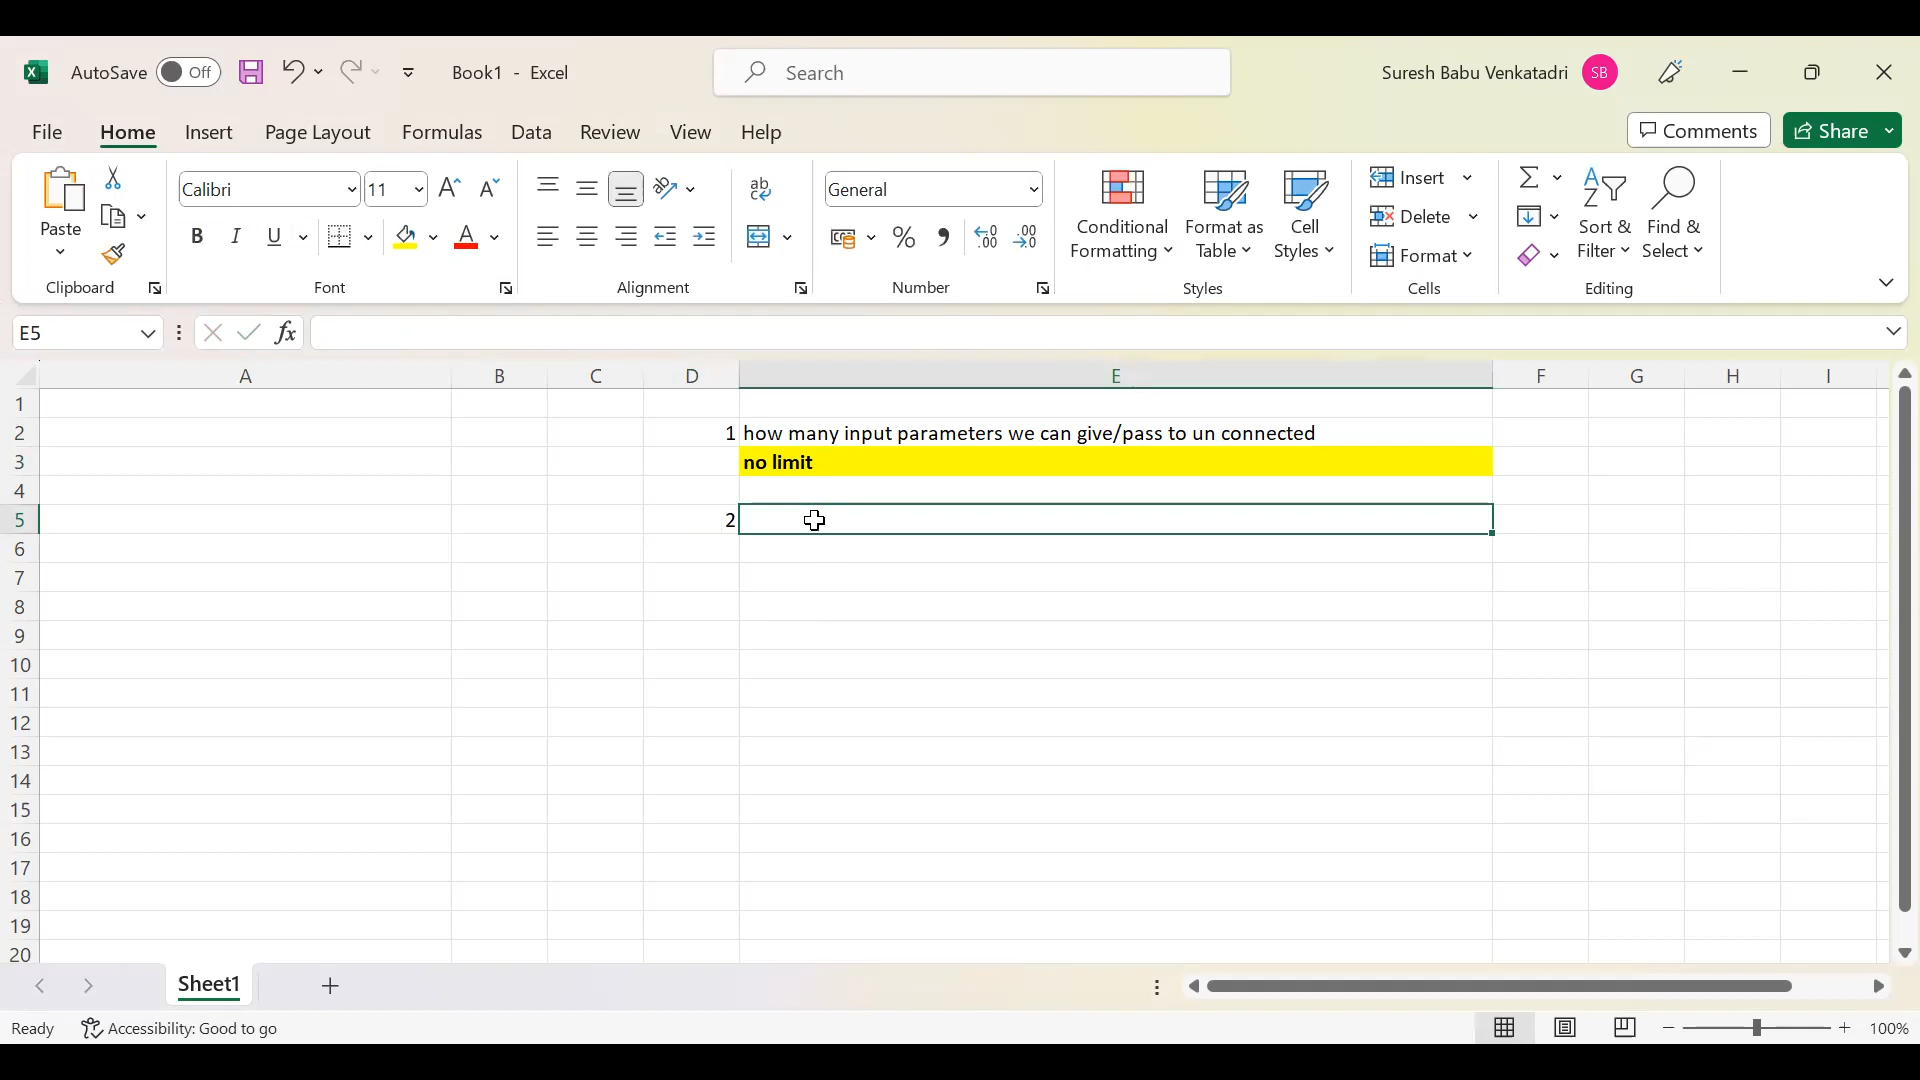 AutoSave Off Book1 - Excel Search Suresh Babu Venkatadri SB
File Home Insert Page Layout Formulas Data Review View Help Comments Share
Paste Calibri 11 General Conditional Formatting Format as Table Cell Styles Insert Delete Format Sort & Filter Find & Select
Clipboard Font Alignment Number Styles Cells Editing
E5 fx
A B C D E F G H I
1
2 1 how many input parameters we can give/pass to un connected
3 no limit
4
5 2
6
7
8
9
10
11
12
13
14
15
16
17
18
19
20
Sheet1
Ready Accessibility: Good to go 100%